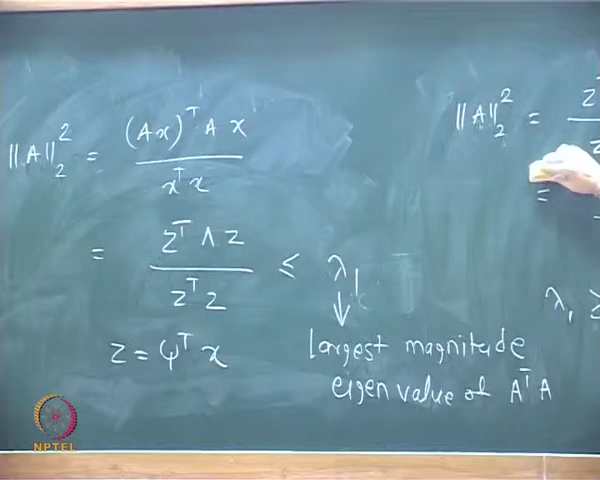 ||A||₂² = (Ax)ᵀ A x / xᵀx
= zᵀ Λ z / zᵀ z ≤ λ₁
z = ψᵀ x
↓
largest magnitude
eigen value of AᵀA
||A||₂² =
=
λ₁ ≥
NPTEL